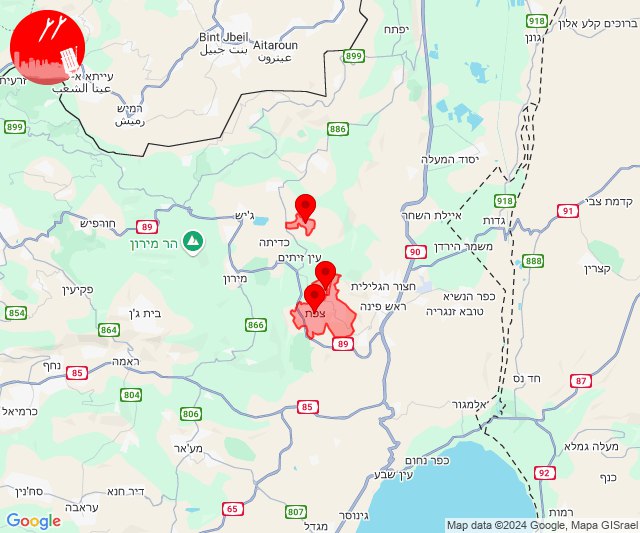 918
ברוכים קלע אלון
גונן
יפתח
899
Bint Jbeil
بنت جبيل
Aitaroun
عيترون
זרעית
עייתא א-
عيتا الشعب
רמיש
رميش
899
886
יסוד המעלה
918
קדמת צבי
91
גדות
איילת השחר
ג'יש
חורפיש
89
הר מירון
כדיתה
עין זיתים
90
משמר הירדן
888
קצרין
מירון
פקיעין
חצור הגלילית
כפר הנשיא
ראש פינה
טובא זנגריה
צפת
854
864
בית ג'ן
866
89
ראמה
נחף
85
חד נס
87
804
85
806
כרמיאל
אלמגור
מע'אר
מעלה גמלא
כפר נחום
עין שבע
92
כנף
סח'נין
עראבה
דיר חנא
65
807
מגדל
גינוסר
רמות
Google
Map data ©2024 Google, Mapa GISrael